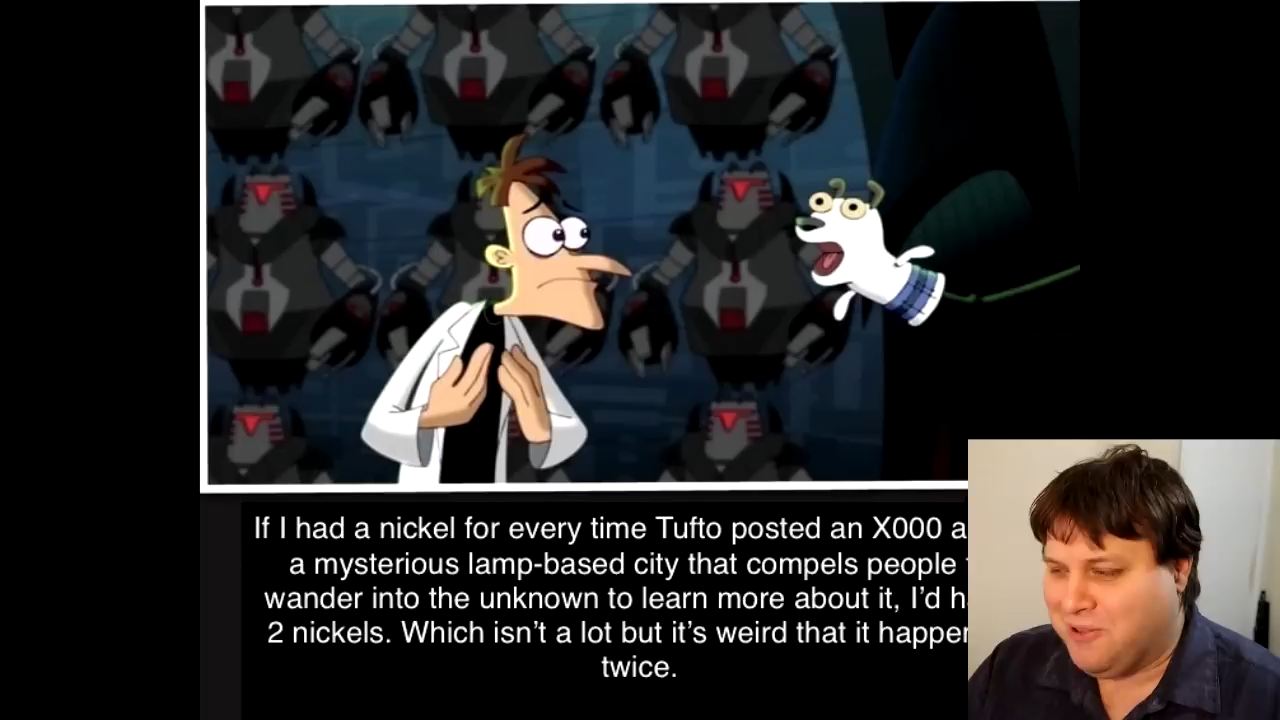 If I had a nickel for every time Tufto posted an X000 a
a mysterious lamp-based city that compels people
wander into the unknown to learn more about it, I'd h
2 nickels. Which isn't a lot but it's weird that it happer
twice.